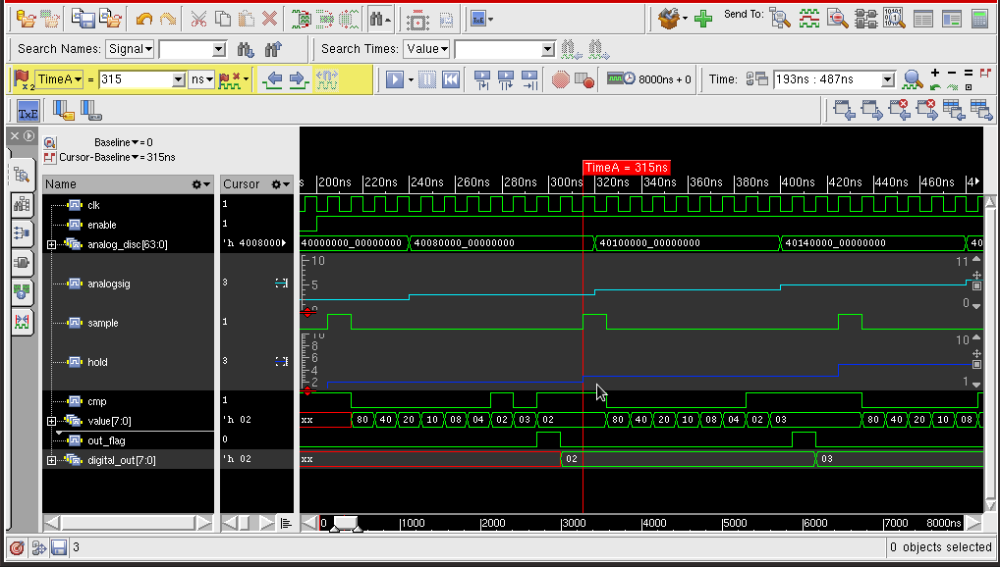 Send To:
Search Names: Signal Search Times: Value
x2 TimeA = 315 ns 8000ns + 0 Time: 193ns : 487ns
TxE
Baseline = 0
Cursor-Baseline = 315ns
TimeA = 315ns
Name Cursor s 200ns 220ns 240ns 260ns 280ns 300ns 320ns 340ns 360ns 380ns 400ns 420ns 440ns 460ns 4
clk 1
enable 1
analog_disc[63:0] 'h 4008000 40000000_00000000 40080000_00000000 40100000_00000000 40140000_00000000 40
10 11
analogsig 3 5
0 0
sample 1
10 10
8
6
hold 3 4
2 1
cmp 1
value[7:0] 'h 02 xx 80 40 20 10 08 04 02 03 02 80 40 20 10 08 04 02 03 80 40 20 10 08
out_flag 0
digital_out[7:0] 'h 02 xx 02 03
0 1000 2000 3000 4000 5000 6000 7000 8000ns
3 0 objects selected